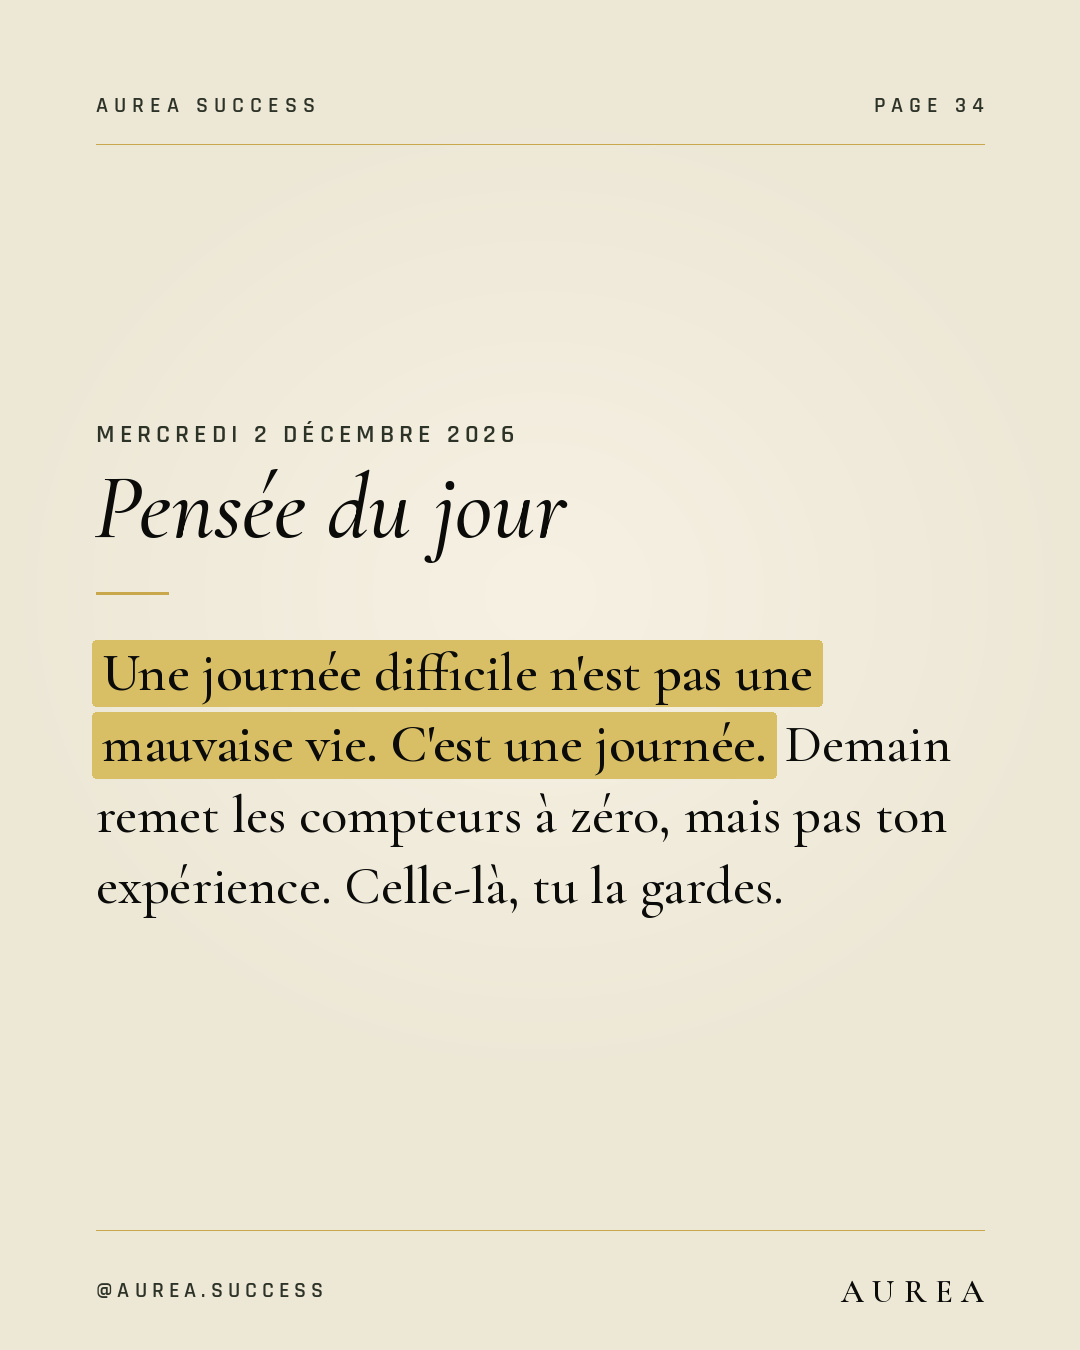 AUREA SUCCESS
PAGE 34
MERCREDI 2 DÉCEMBRE 2026
Pensée du jour
Une journée difficile n'est pas une
mauvaise vie. C'est une journée. Demain
remet les compteurs à zéro, mais pas ton
expérience. Celle-là, tu la gardes.
@AUREA.SUCCESS
AUREA